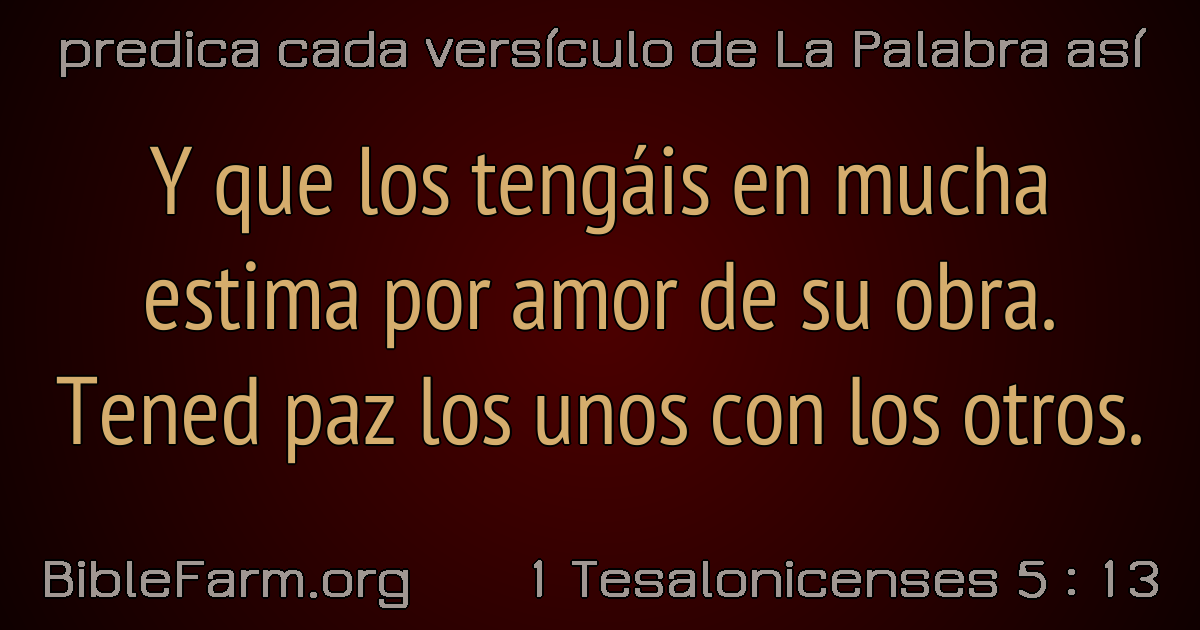 predica cada versículo de La Palabra así
Y que los tengáis en mucha
estima por amor de su obra.
Tened paz los unos con los otros.
BibleFarm.org 1 Tesalonicenses 5 : 13